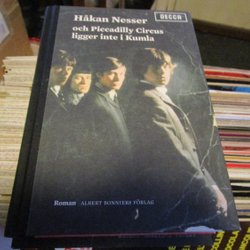 Håkan Nesser
DECCA
och Piccadilly Circus
ligger inte i Kumla
Roman ALBERT BONNIERS FÖRLAG